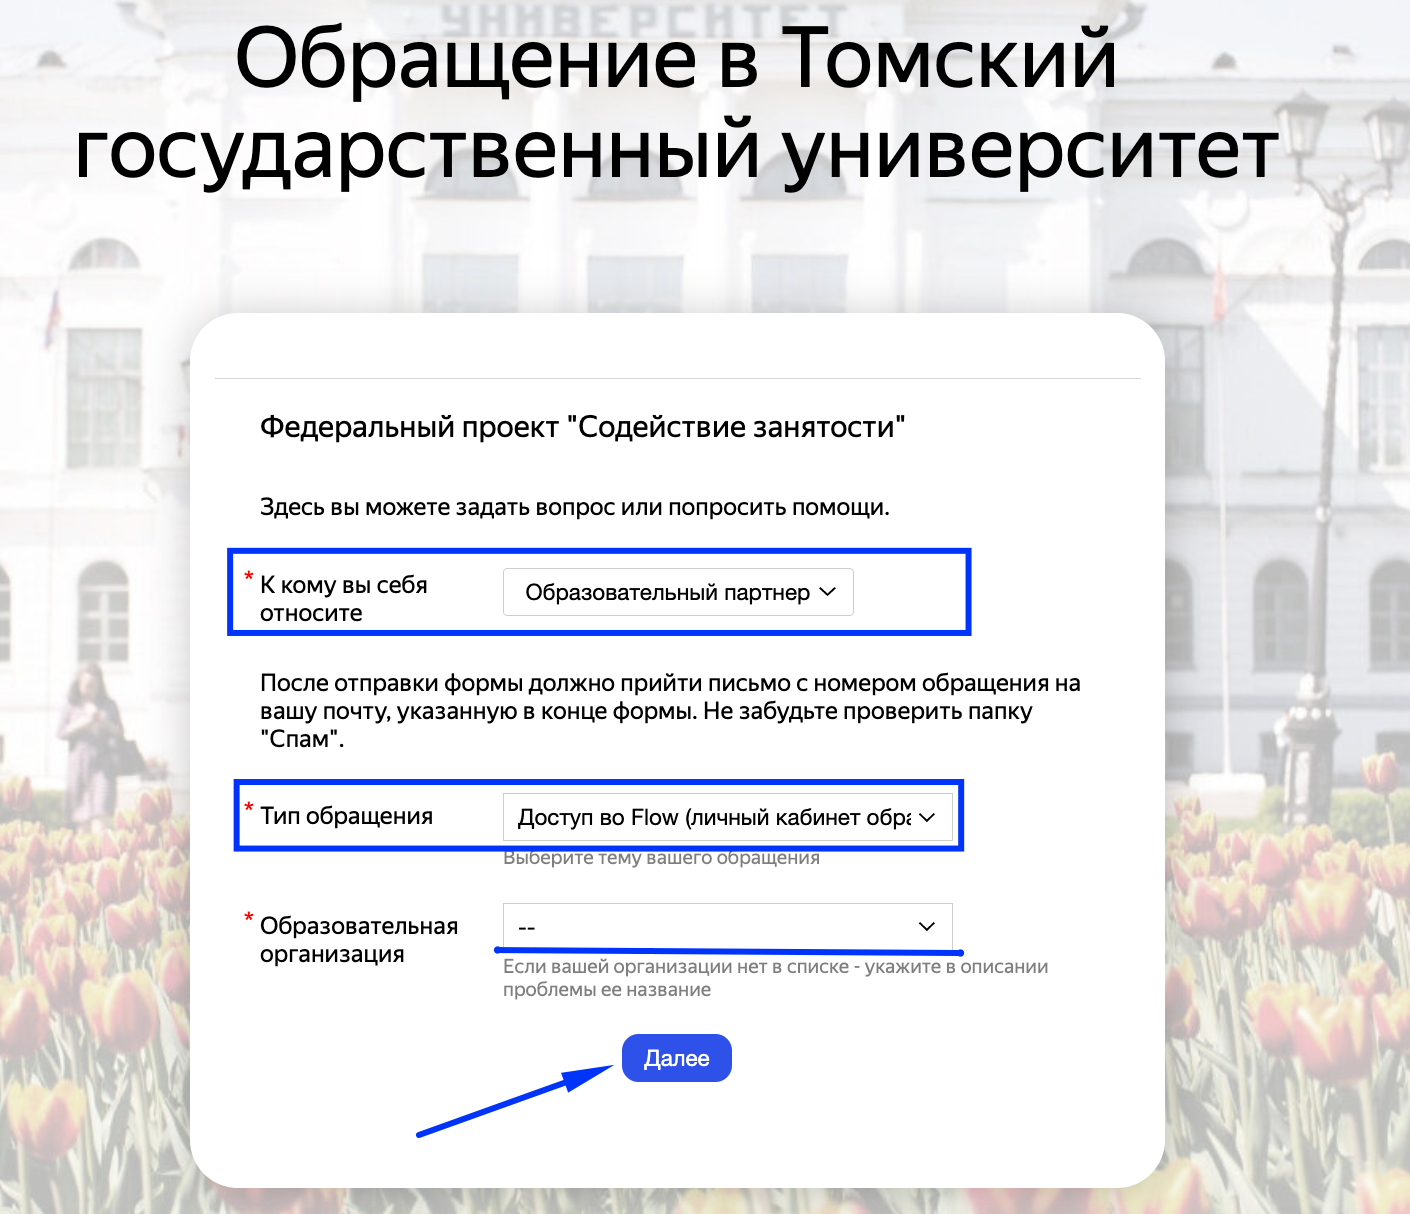 УНИВЕРСИТЕТ
Обращение в Томский
государственный университет
Федеральный проект "Содействие занятости"
Здесь вы можете задать вопрос или попросить помощи.
* К кому вы себя
относите
Образовательный партнер
После отправки формы должно прийти письмо с номером обращения на
вашу почту, указанную в конце формы. Не забудьте проверить папку
"Спам".
* Тип обращения
Доступ во Flow (личный кабинет обра
Выберите тему вашего обращения
* Образовательная
организация
--
Если вашей организации нет в списке - укажите в описании
проблемы ее название
Далее